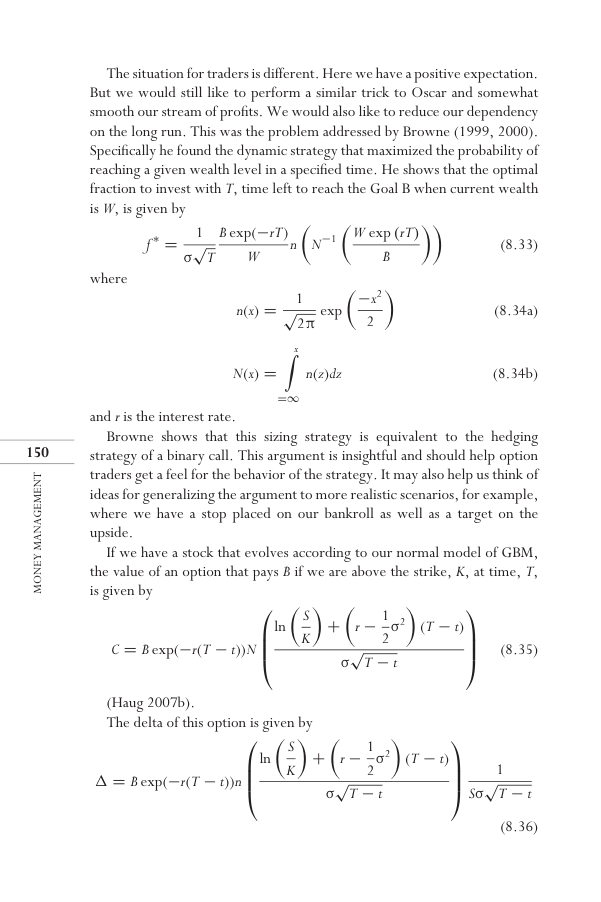 The situation for traders is different. Here we have a positive expectation.
But we would still like to perform a similar trick to Oscar and somewhat
smooth our stream of profits. We would also like to reduce our dependency
on the long run. This was the problem addressed by Browne (1999, 2000).
Specifically he found the dynamic strategy that maximized the probability of
reaching a given wealth level in a specified time. He shows that the optimal
fraction to invest with T, time left to reach the Goal B when current wealth
is W, is given by
f* = 1/(σ√T) B exp(−rT)/W n(N⁻¹(W exp (rT)/B)) (8.33)
where
n(x) = 1/√(2π) exp(−x²/2) (8.34a)
N(x) = ∫_{=∞}^{x} n(z)dz (8.34b)
and r is the interest rate.
Browne shows that this sizing strategy is equivalent to the hedging
150
strategy of a binary call. This argument is insightful and should help option
traders get a feel for the behavior of the strategy. It may also help us think of
ideas for generalizing the argument to more realistic scenarios, for example,
where we have a stop placed on our bankroll as well as a target on the
upside.
MONEY MANAGEMENT
If we have a stock that evolves according to our normal model of GBM,
the value of an option that pays B if we are above the strike, K, at time, T,
is given by
C = B exp(−r(T − t))N((ln(S/K) + (r − 1/2σ²)(T − t))/(σ√(T − t))) (8.35)
(Haug 2007b).
The delta of this option is given by
Δ = B exp(−r(T − t))n((ln(S/K) + (r − 1/2σ²)(T − t))/(σ√(T − t))) 1/(Sσ√(T − t))
(8.36)